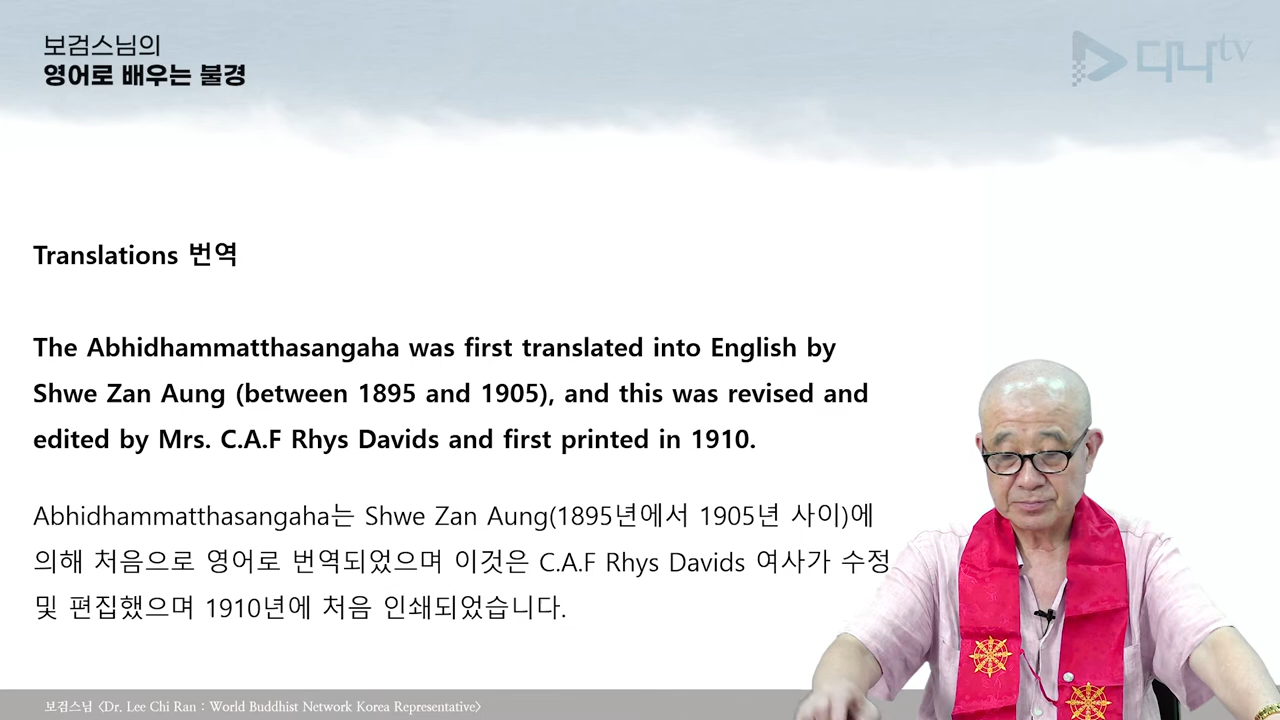 보검스님의
영어로 배우는 불경
디나tv
Translations 번역
The Abhidhammatthasangaha was first translated into English by
Shwe Zan Aung (between 1895 and 1905), and this was revised and
edited by Mrs. C.A.F Rhys Davids and first printed in 1910.
Abhidhammatthasangaha는 Shwe Zan Aung(1895년에서 1905년 사이)에
의해 처음으로 영어로 번역되었으며 이것은 C.A.F Rhys Davids 여사가 수정
및 편집했으며 1910년에 처음 인쇄되었습니다.
보검스님 <Dr. Lee Chi Ran : World Buddhist Network Korea Representative>